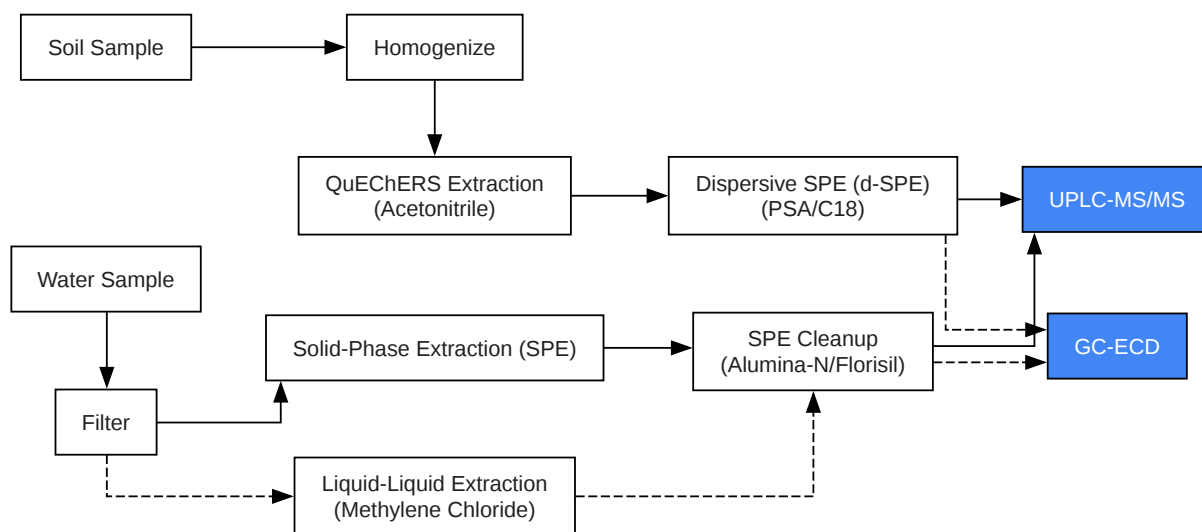 Soil Sample
Homogenize
QuEChERS Extraction
(Acetonitrile)
Dispersive SPE (d-SPE)
(PSA/C18)
UPLC-MS/MS
Water Sample
Solid-Phase Extraction (SPE)
SPE Cleanup
(Alumina-N/Florisil)
GC-ECD
Filter
Liquid-Liquid Extraction
(Methylene Chloride)